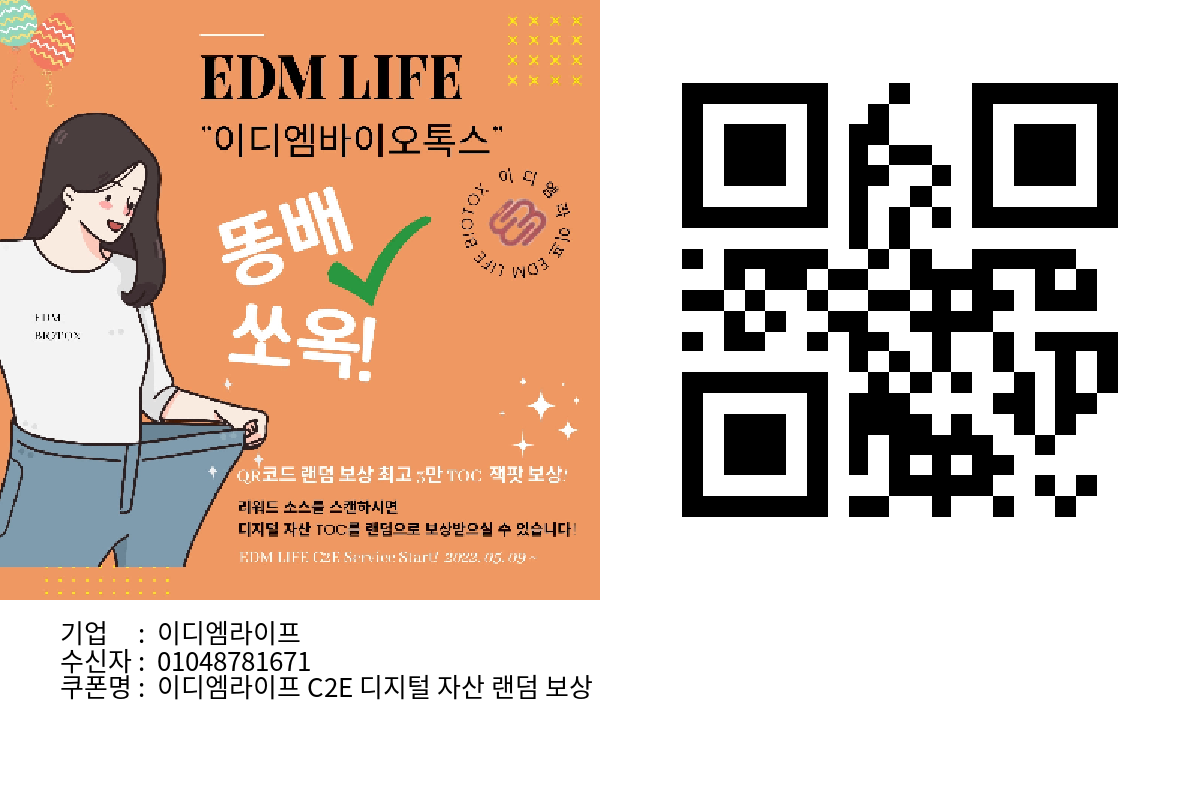 EDM LIFE
"이디엠바이오톡스"
이디엠라이프 EDM LIFE BIOTOX
똥배
쏘옥!
EDM
BIOTOX
QR코드 랜덤 보상 최고 5만 TOC 잭팟 보상!
리워드 소스를 스캔하시면
디지털 자산 TOC를 랜덤으로 보상받으실 수 있습니다!
EDM LIFE C2E Service Start! 2022. 05. 09 ~
기업 : 이디엠라이프
수신자 : 01048781671
쿠폰명 : 이디엠라이프 C2E 디지털 자산 랜덤 보상